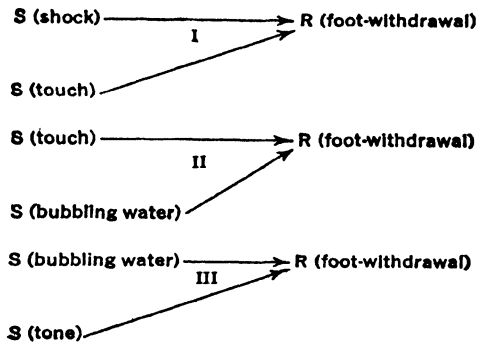 S (shock) R (foot-withdrawal)
I
S (touch)
S (touch) R (foot-withdrawal)
II
S (bubbling water)
S (bubbling water) R (foot-withdrawal)
III
S (tone)